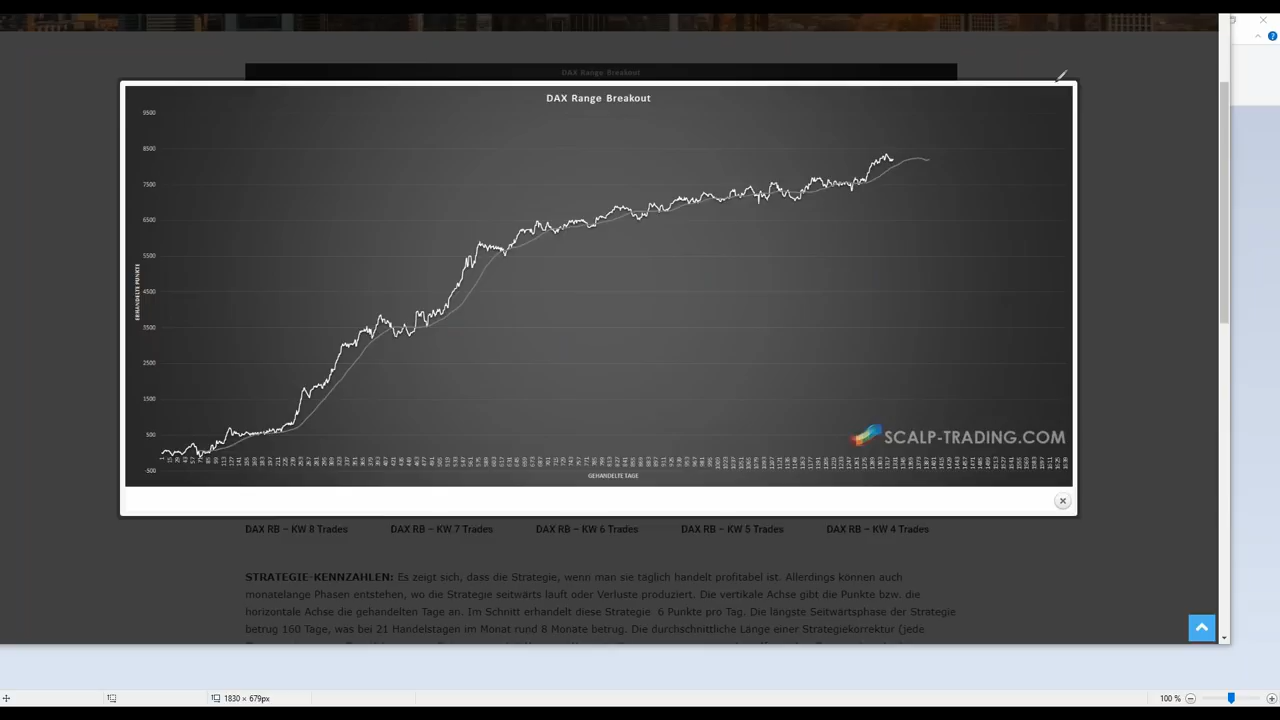 DAX Range Breakout
DAX Range Breakout
9500
8500
7500
6500
5500
4500
3500
2500
1500
500
-500
ERHANDELTE PUNKTE
GEHANDELTE TAGE
SCALP-TRADING.COM
DAX RB – KW 8 Trades DAX RB – KW 7 Trades DAX RB – KW 6 Trades DAX RB – KW 5 Trades DAX RB – KW 4 Trades
STRATEGIE-KENNZAHLEN: Es zeigt sich, dass die Strategie, wenn man sie täglich handelt profitabel ist. Allerdings können auch
monatelange Phasen entstehen, wo die Strategie seitwärts läuft oder Verluste produziert. Die vertikale Achse gibt die Punkte bzw. die
horizontale Achse die gehandelten Tage an. Im Schnitt erhandelt diese Strategie 6 Punkte pro Tag. Die längste Seitwärtsphase der Strategie
betrug 160 Tage, was bei 21 Handelstagen im Monat rund 8 Monate betrug. Die durchschnittliche Länge einer Strategiekorrektur (jede
1830 × 679px
100 %